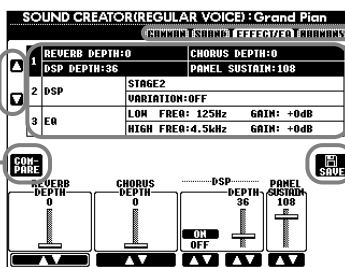 SOUND CREATOR(REGULAR VOICE):Grand Pian
COMMON SOUND EFFECT/EQ HARMONY
1 REVERB DEPTH:0 CHORUS DEPTH:0
DSP DEPTH:36 PANEL SUSTAIN:108
2 DSP STAGE2
VARIATION:OFF
3 EQ LOW FREQ: 125Hz GAIN: +0dB
HIGH FREQ:4.5kHz GAIN: +0dB
COM-
PARE
SAVE
REVERB DEPTH 0
CHORUS DEPTH 0
DSP
ON
OFF
DEPTH 36
PANEL SUSTAIN 108